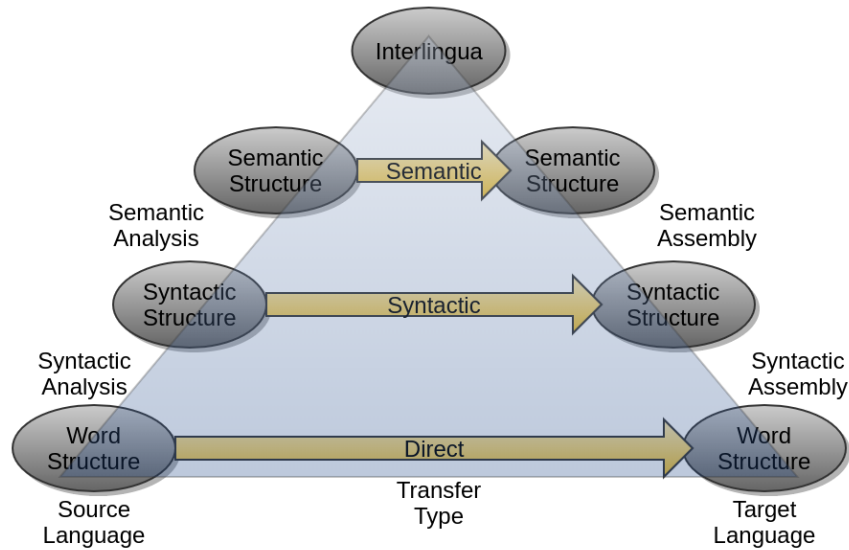 Interlingua
Semantic
Structure
Semantic
Semantic
Structure
Semantic
Analysis
Semantic
Assembly
Syntactic
Structure
Syntactic
Syntactic
Structure
Syntactic
Analysis
Syntactic
Assembly
Word
Structure
Direct
Word
Structure
Source
Language
Transfer
Type
Target
Language